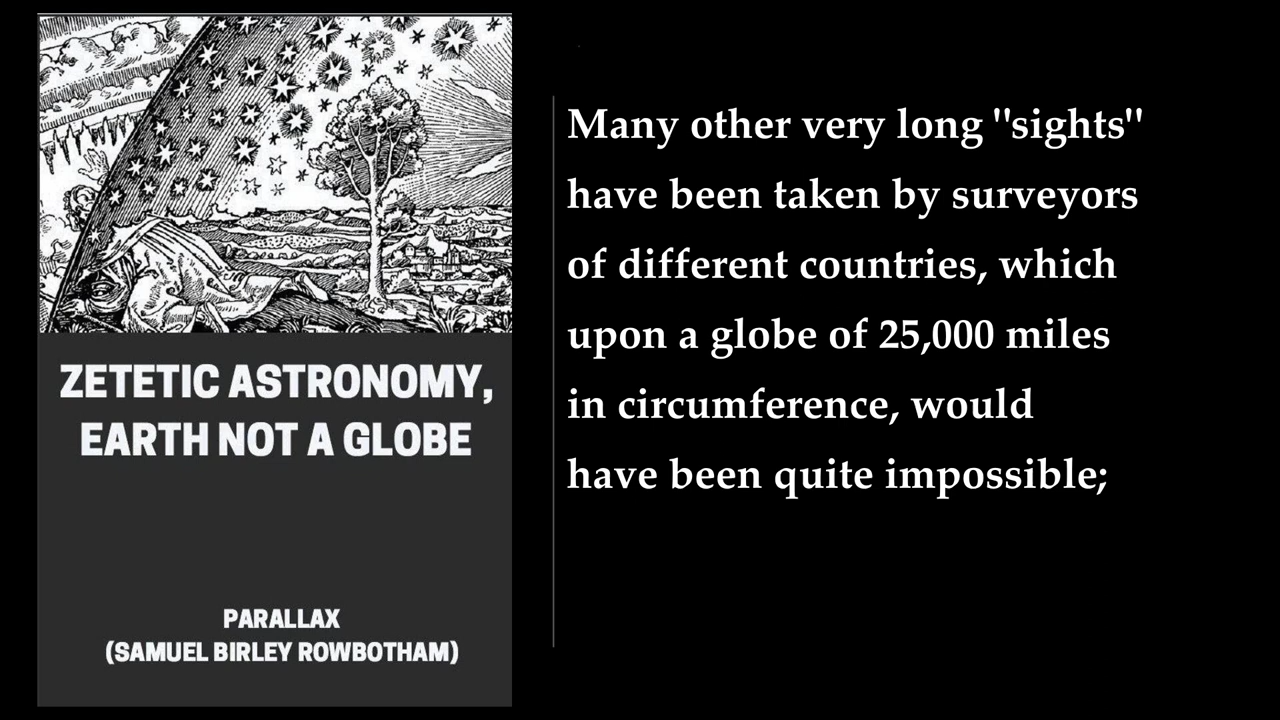 ZETETIC ASTRONOMY,
EARTH NOT A GLOBE
PARALLAX
(SAMUEL BIRLEY ROWBOTHAM)
Many other very long "sights"
have been taken by surveyors
of different countries, which
upon a globe of 25,000 miles
in circumference, would
have been quite impossible;